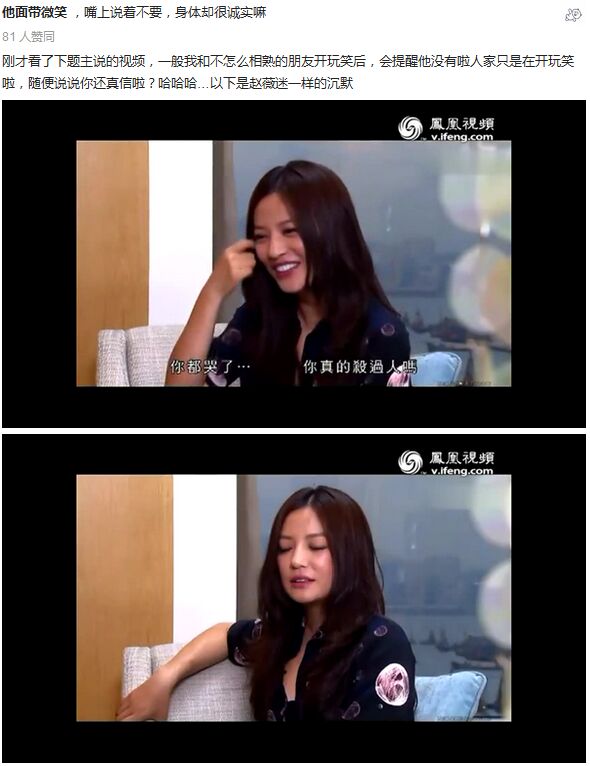 他面带微笑 ，嘴上说着不要，身体却很诚实嘛
81 人赞同
刚才看了下题主说的视频，一般我和不怎么相熟的朋友开玩笑后，会提醒他没有啦人家只是在开玩笑
啦，随便说说你还真信啦？哈哈哈...以下是赵薇迷一样的沉默
鳳凰視頻
v.ifeng.com
你都哭了… 你真的殺過人嗎
鳳凰視頻
v.ifeng.com